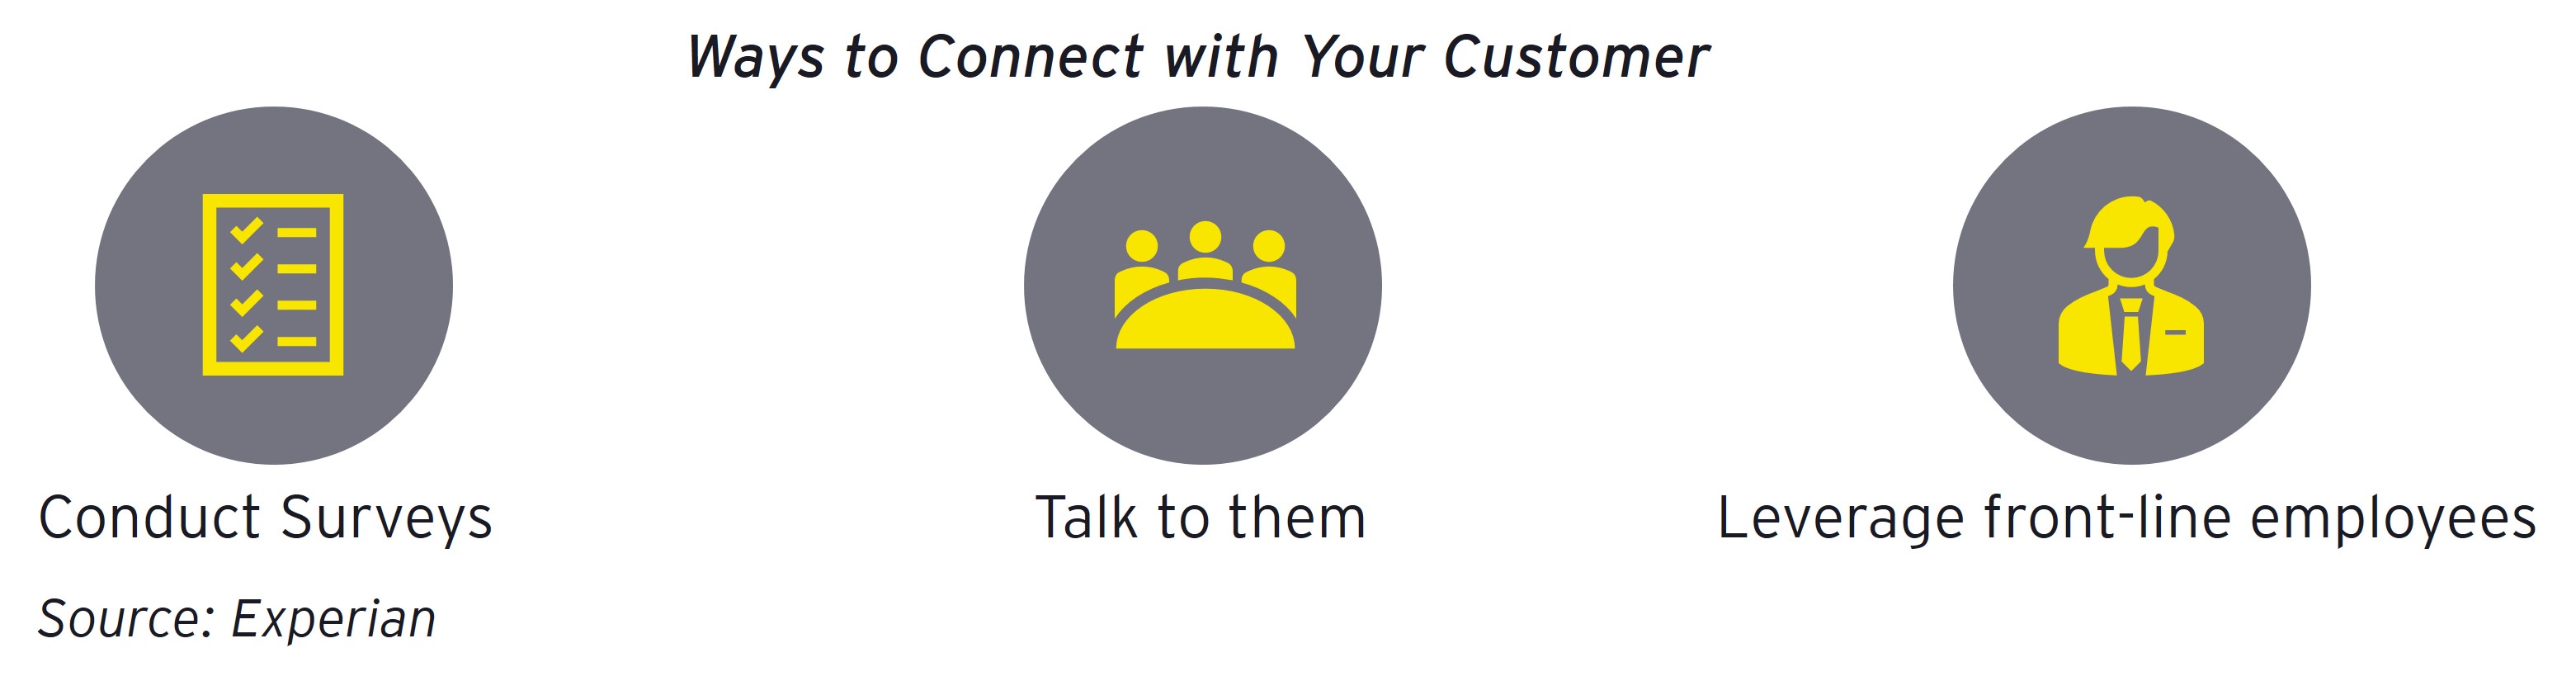 Ways to Connect with Your Customer
Conduct Surveys
Talk to them
Leverage front-line employees
Source: Experian